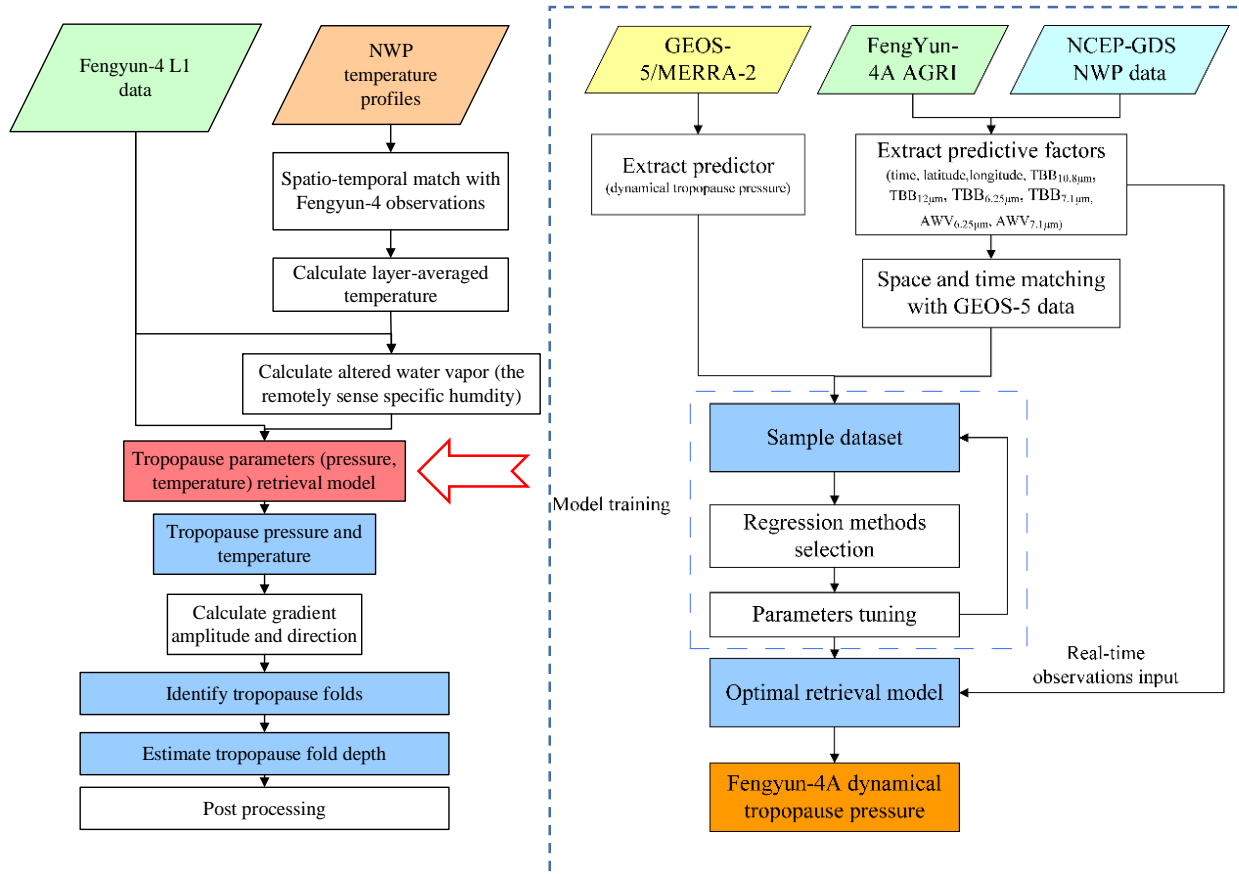 Fengyun-4 L1
data
NWP
temperature
profiles
Spatio-temporal match with
Fengyun-4 observations
Calculate layer-averaged
temperature
Calculate altered water vapor (the
remotely sense specific humidity)
Tropopause parameters (pressure,
temperature) retrieval model
Tropopause pressure and
temperature
Calculate gradient
amplitude and direction
Identify tropopause folds
Estimate tropopause fold depth
Post processing
GEOS-
5/MERRA-2
FengYun-
4A AGRI
NCEP-GDS
NWP data
Extract predictor
(dynamical tropopause pressure)
Extract predictive factors
(time, latitude,longitude, TBB10.8μm,
TBB12μm, TBB6.25μm, TBB7.1μm,
AWV6.25μm, AWV7.1μm)
Space and time matching
with GEOS-5 data
Sample dataset
Model training
Regression methods
selection
Parameters tuning
Real-time
observations input
Optimal retrieval model
Fengyun-4A dynamical
tropopause pressure